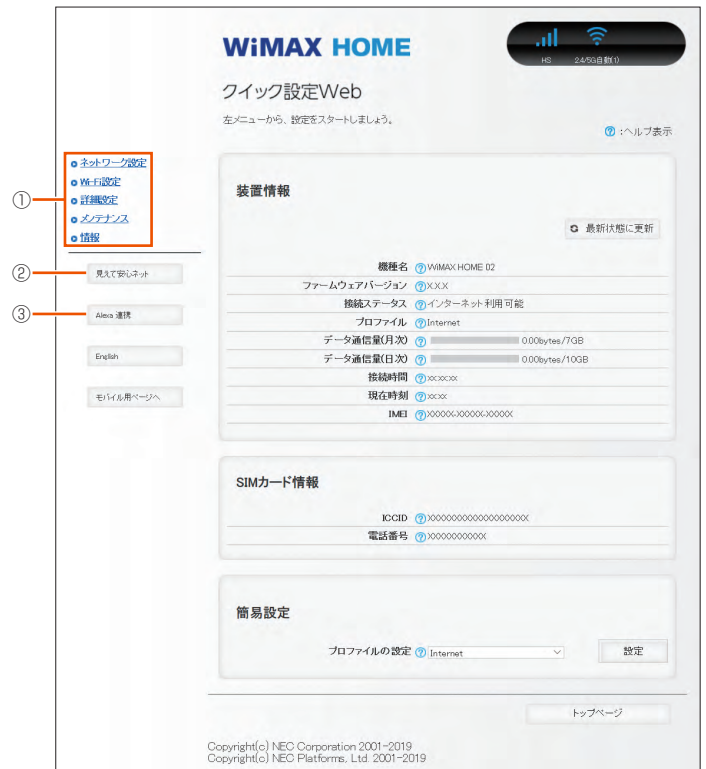 WiMAX HOME
HS 2.4/5G自動(1)
クイック設定Web
左メニューから、設定をスタートしましょう。
?:ヘルプ表示
① ネットワーク設定
Wi-Fi設定
詳細設定
メンテナンス
情報
② 見えて安心ネット
③ Alexa 連携
English
モバイル用ページへ
装置情報
最新状態に更新
機種名 ?WiMAX HOME 02
ファームウェアバージョン ?X.X.X
接続ステータス ?インターネット利用可能
プロファイル ?Internet
データ通信量(月次) ? 0.00bytes/7GB
データ通信量(日次) ? 0.00bytes/10GB
接続時間 ?xx:xx:xx
現在時刻 ?xx:xx
IMEI ?XXXXX-XXXXX-XXXXX
SIMカード情報
ICCID ?XXXXXXXXXXXXXXXXXXX
電話番号 ?XXXXXXXXXXX
簡易設定
プロファイルの設定 ? Internet 設定
トップページ
Copyright(c) NEC Corporation 2001-2019
Copyright(c) NEC Platforms, Ltd. 2001-2019